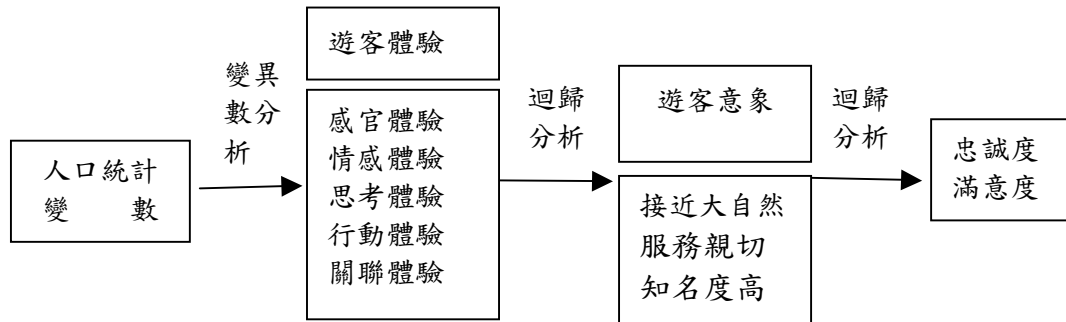 人口統計
變 數
變異
數分
析
遊客體驗
感官體驗
情感體驗
思考體驗
行動體驗
關聯體驗
迴歸
分析
遊客意象
接近大自然
服務親切
知名度高
迴歸
分析
忠誠度
滿意度